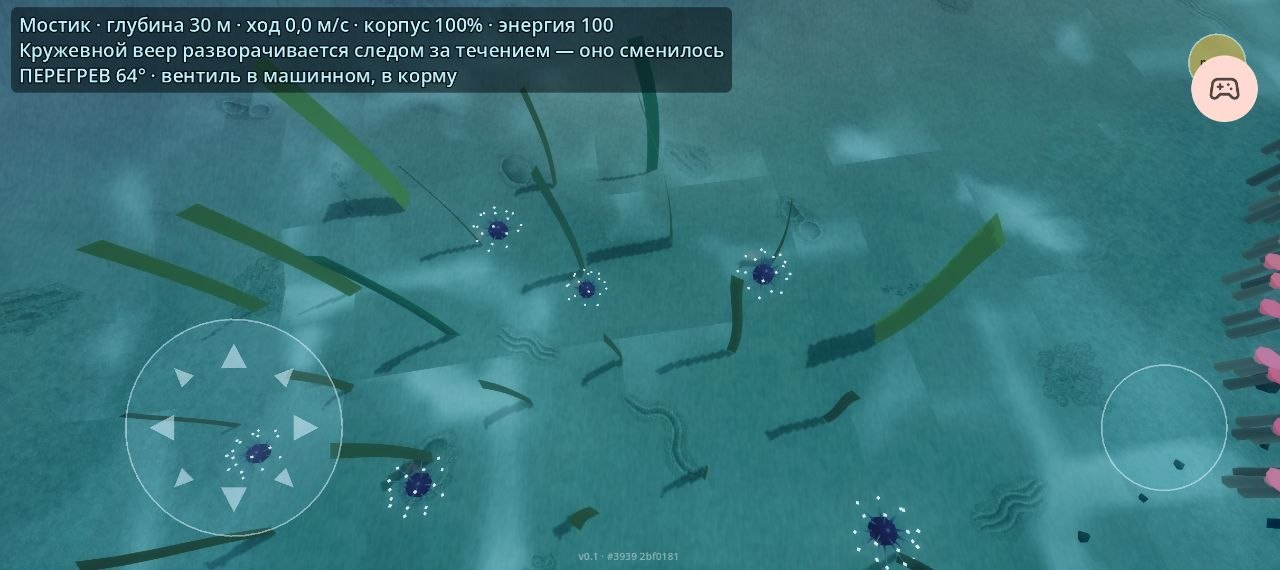 Мостик · глубина 30 м · ход 0,0 м/с · корпус 100% · энергия 100
Кружевной веер разворачивается следом за течением — оно сменилось
ПЕРЕГРЕВ 64° · вентиль в машинном, в корму
v0.1 · #3939 2bf0181